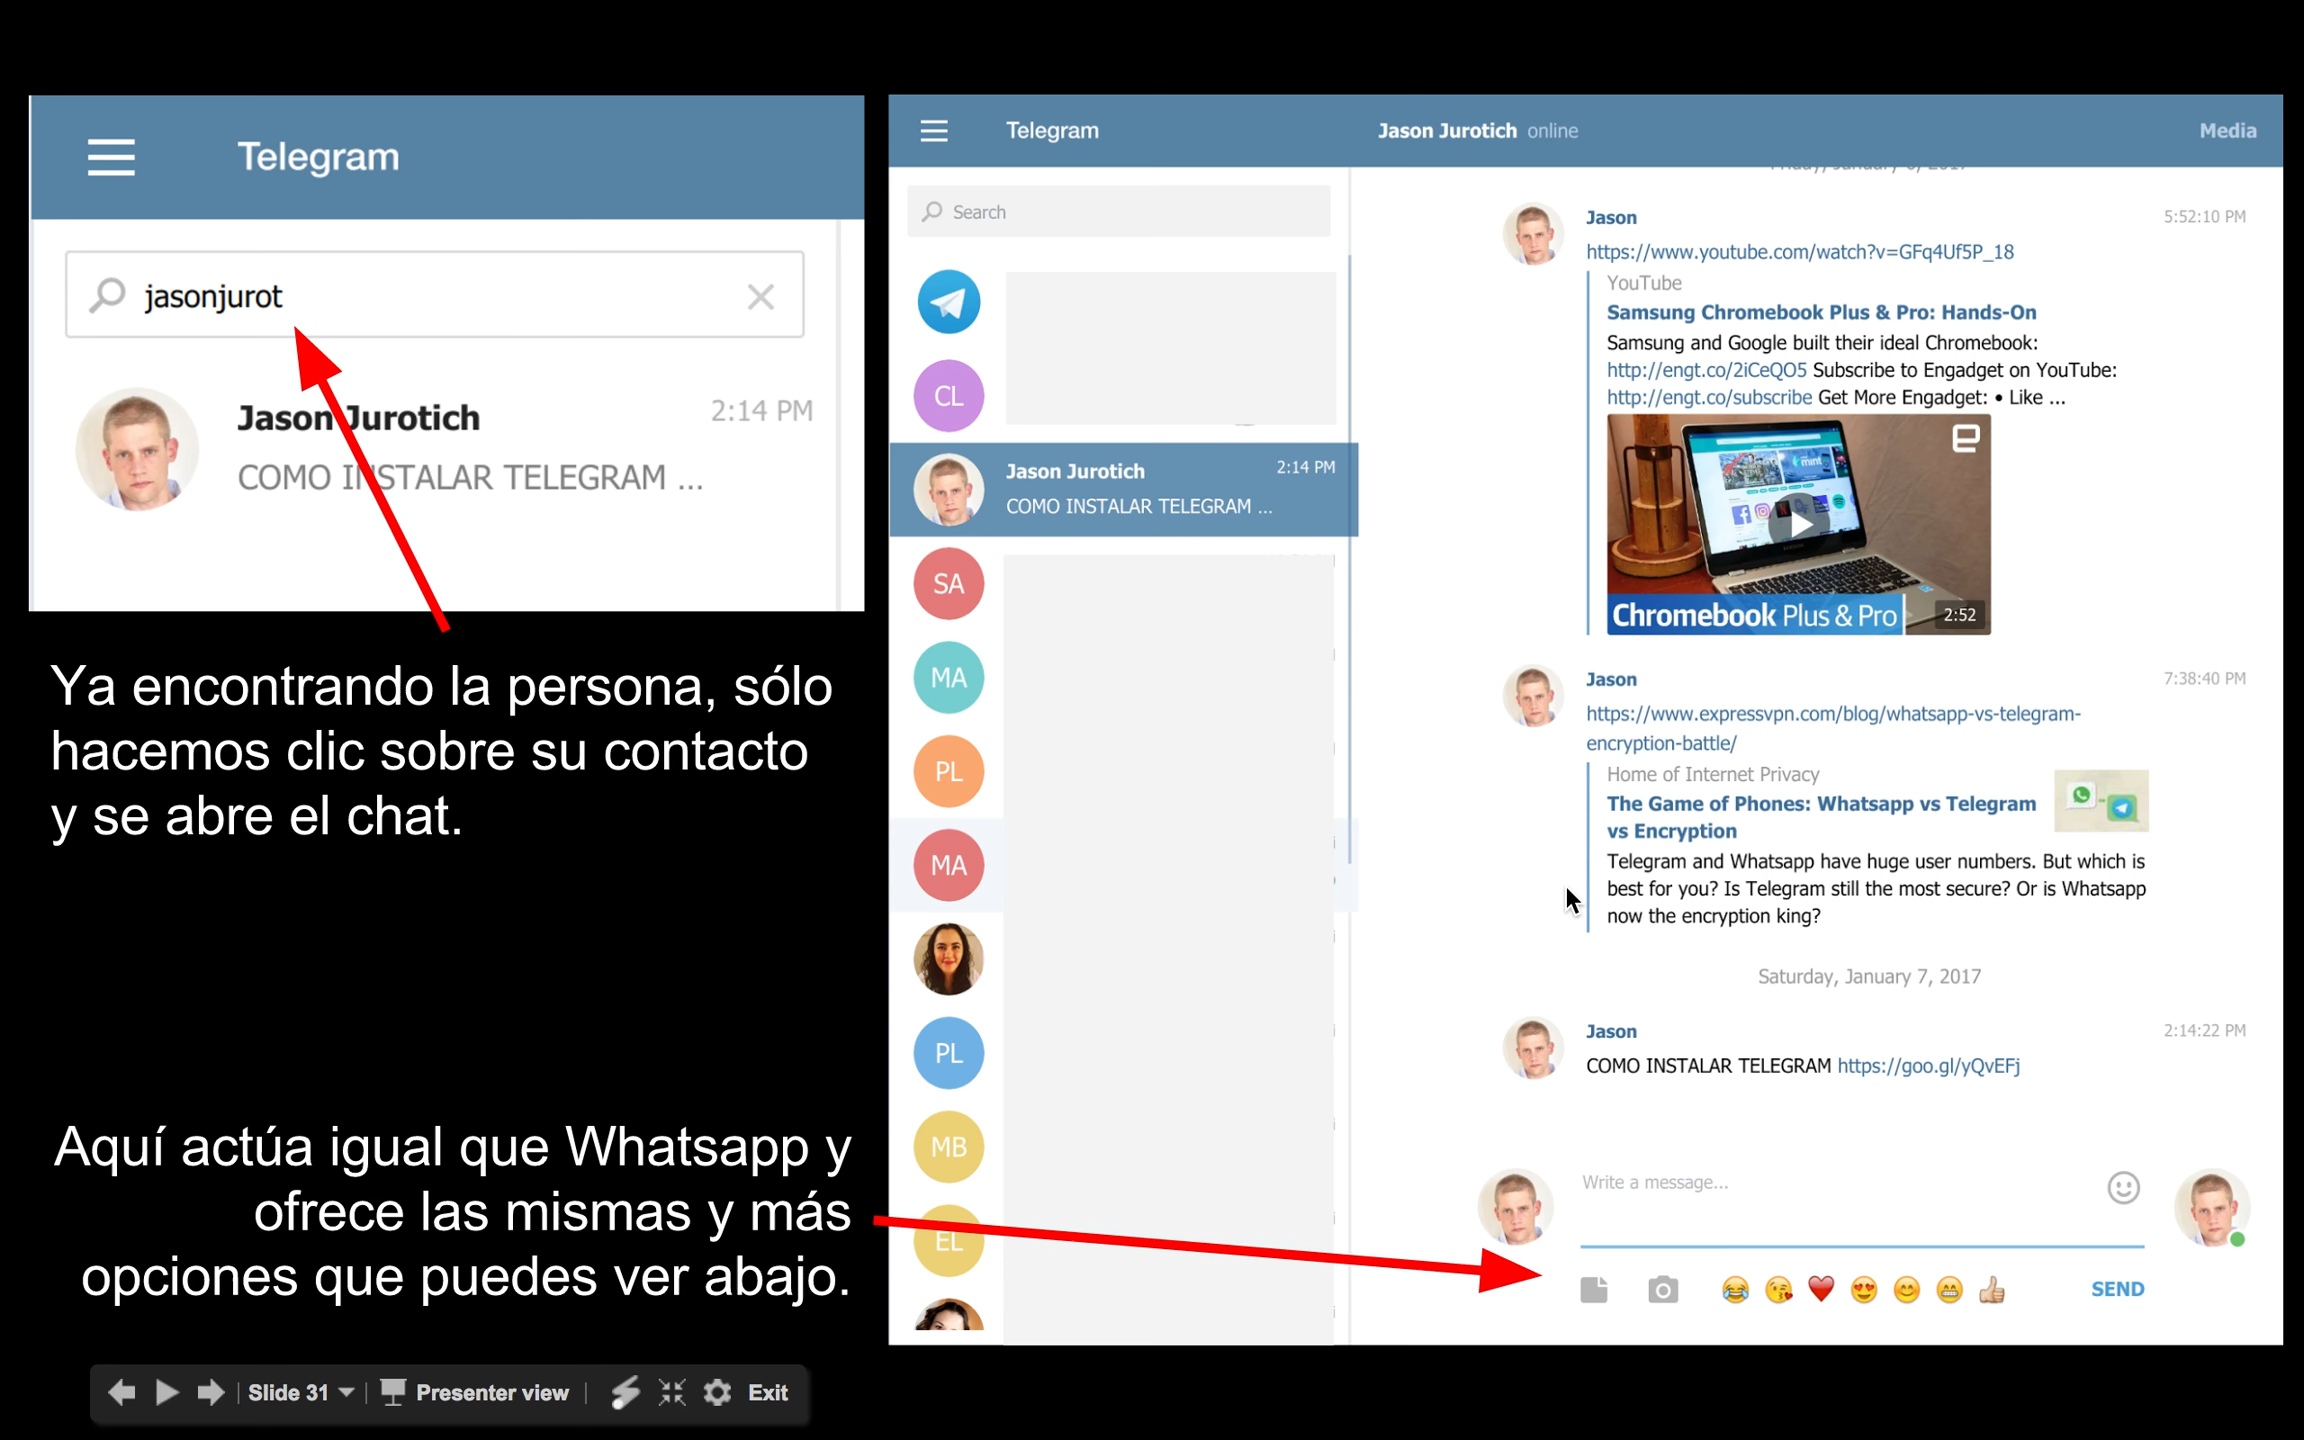 Telegram
jasonjurot
Jason Jurotich 2:14 PM
COMO INSTALAR TELEGRAM ...
Ya encontrando la persona, sólo
hacemos clic sobre su contacto
y se abre el chat.
Aquí actúa igual que Whatsapp y
ofrece las mismas y más
opciones que puedes ver abajo.
Telegram
Jason Jurotich online
Media
Search
CL
Jason Jurotich 2:14 PM
COMO INSTALAR TELEGRAM ...
SA
MA
PL
MA
PL
MB
EL
Friday, January 6, 2017
Jason 5:52:10 PM
https://www.youtube.com/watch?v=GFq4Uf5P_18
YouTube
Samsung Chromebook Plus & Pro: Hands-On
Samsung and Google built their ideal Chromebook:
http://engt.co/2iCeQO5 Subscribe to Engadget on YouTube:
http://engt.co/subscribe Get More Engadget: • Like ...
mint
Chromebook Plus & Pro 2:52
Jason 7:38:40 PM
https://www.expressvpn.com/blog/whatsapp-vs-telegram-
encryption-battle/
Home of Internet Privacy
The Game of Phones: Whatsapp vs Telegram
vs Encryption
Telegram and Whatsapp have huge user numbers. But which is
best for you? Is Telegram still the most secure? Or is Whatsapp
now the encryption king?
Saturday, January 7, 2017
Jason 2:14:22 PM
COMO INSTALAR TELEGRAM https://goo.gl/yQvEFj
Write a message...
SEND
Slide 31 Presenter view Exit